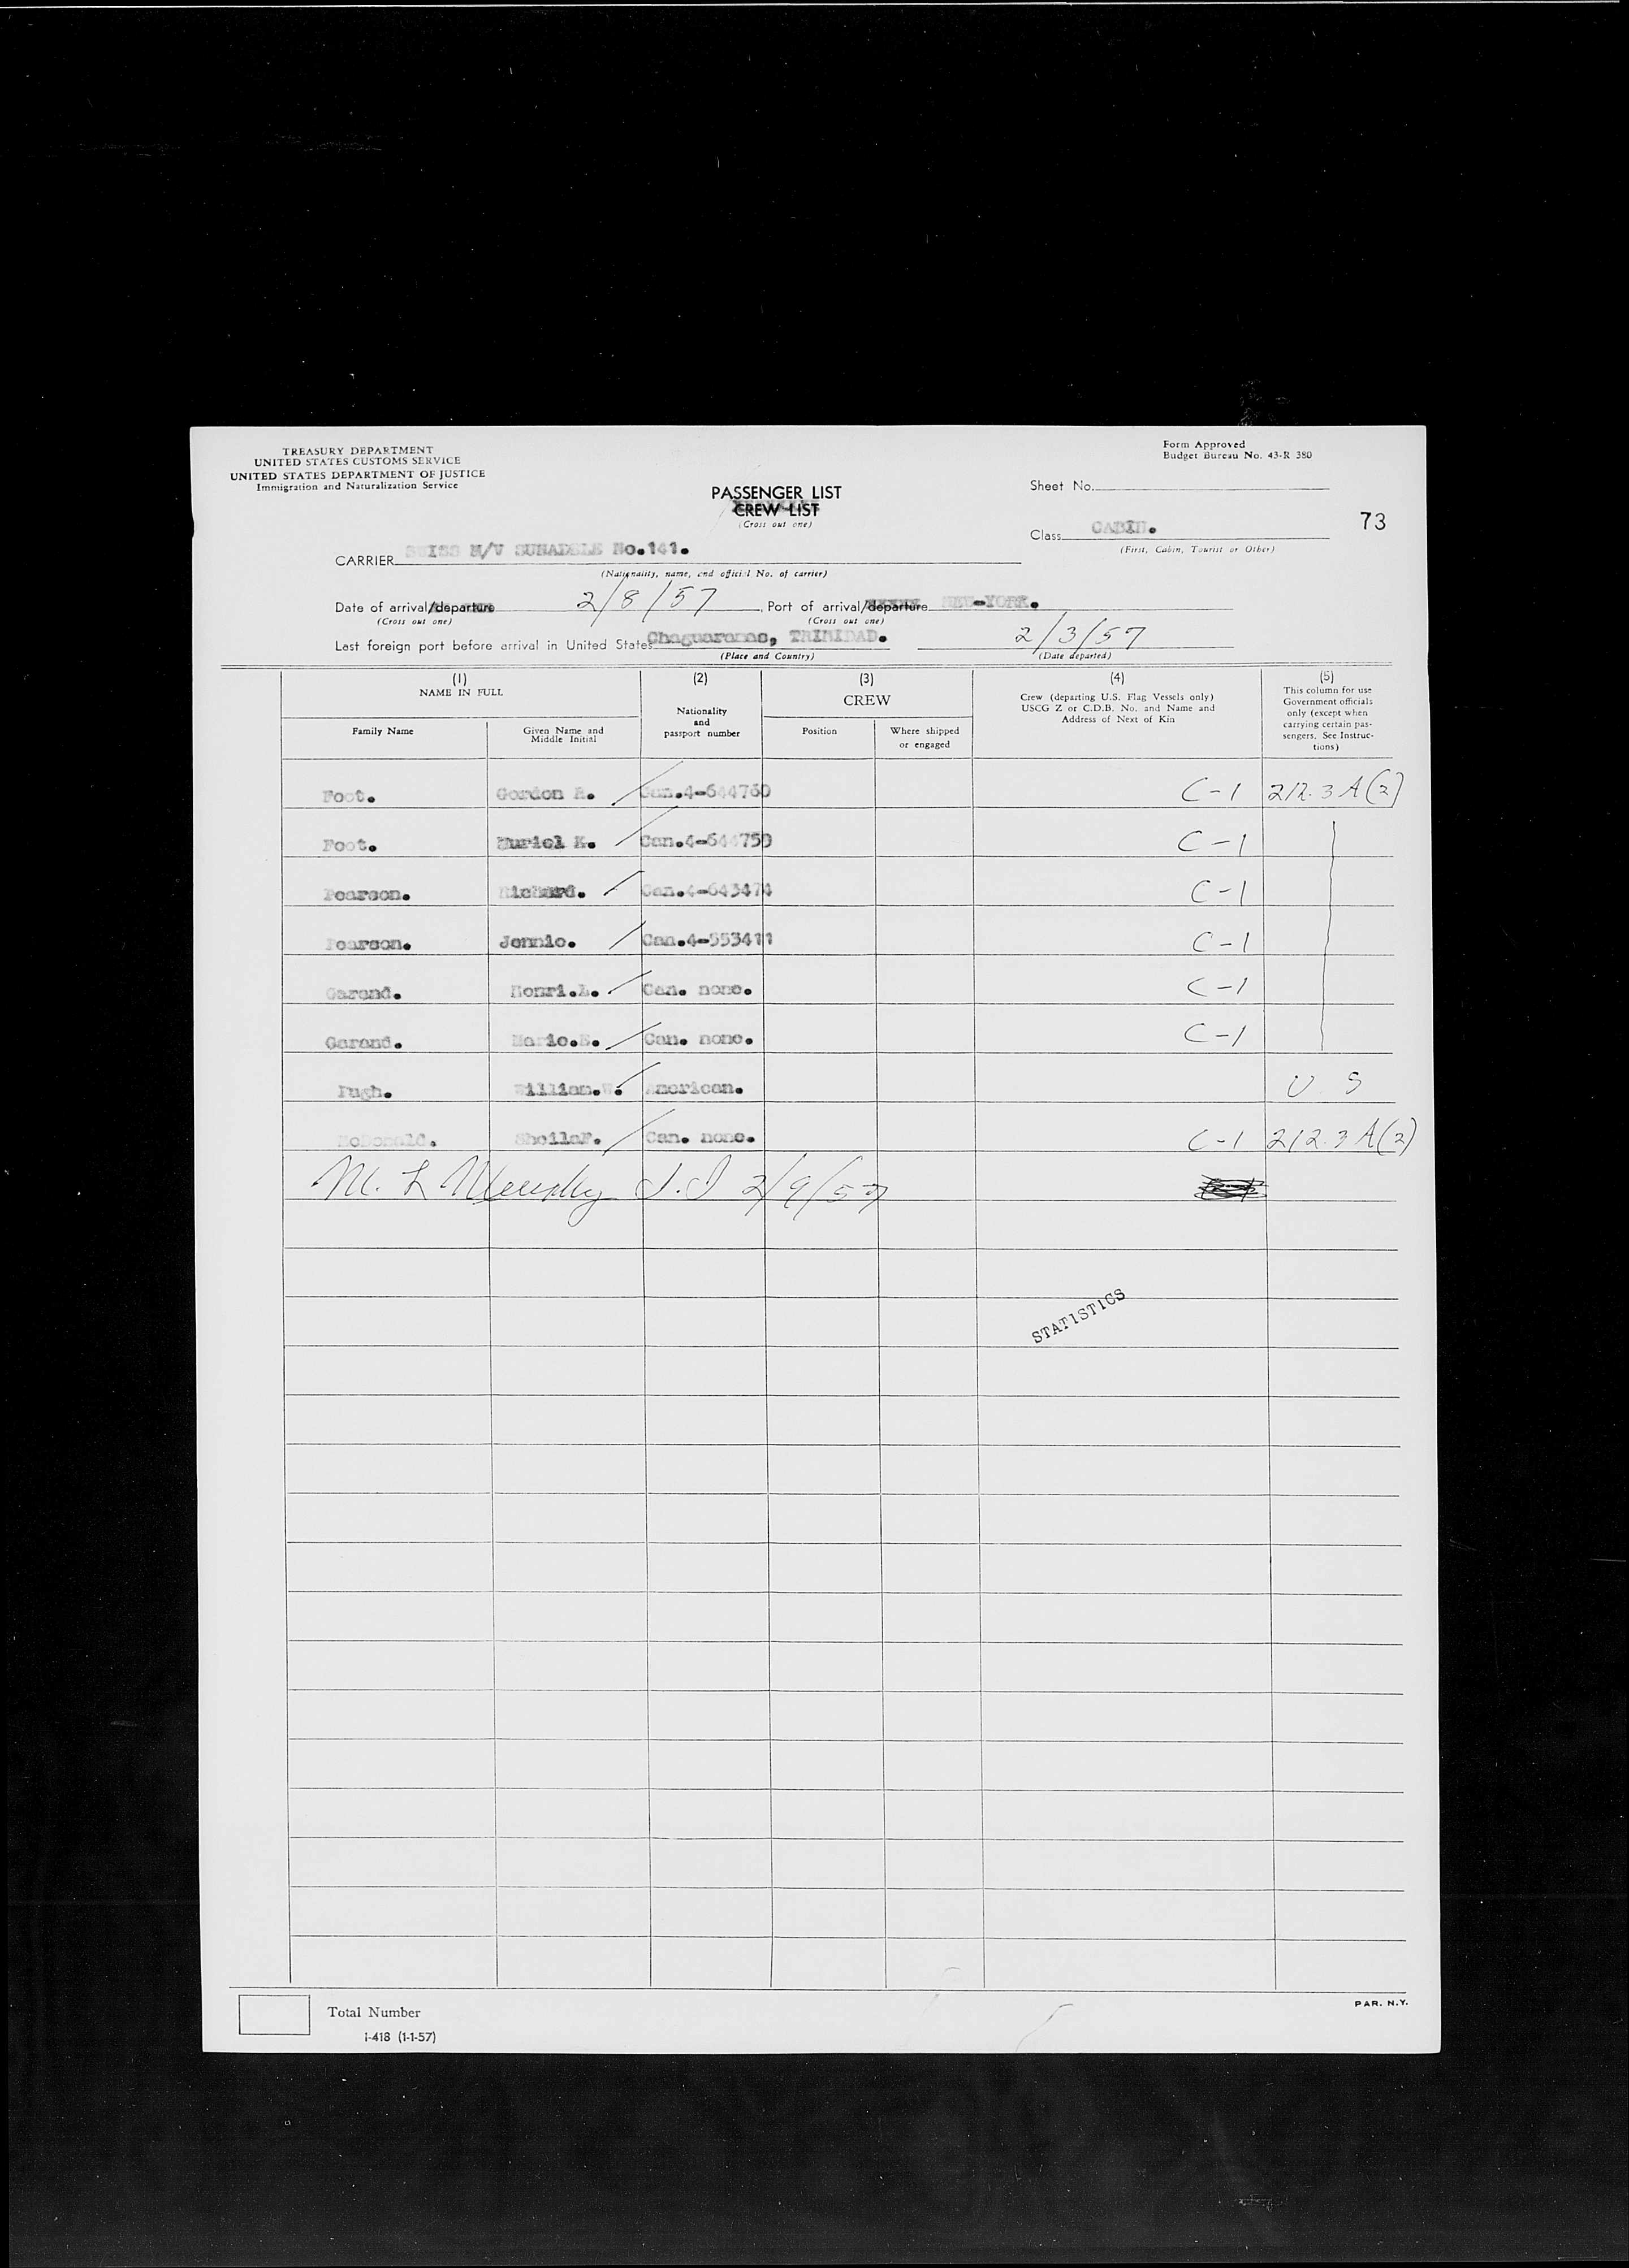 TREASURY DEPARTMENT
UNITED STATES CUSTOMS SERVICE
UNITED STATES DEPARTMENT OF JUSTICE
Immigration and Naturalization Service
Form Approved
Budget Bureau No. 43-R 380
PASSENGER LIST
CREW LIST
(Cross out one)
Sheet No.
73
Class CABIN.
(First, Cabin, Tourist or Other)
CARRIER SWISS M/V SUNADELE No.141.
(Nationality, name, and official No. of carrier)
Date of arrival/departure 2/8/57, Port of arrival/departure NEW-YORK.
(Cross out one) (Cross out one)
Last foreign port before arrival in United States Chaguaramas, TRINIDAD. 2/3/57
(Place and Country) (Date departed)
(1) (2) (3) (4) (5)
NAME IN FULL
Family Name
Given Name and Middle Initial
Nationality and passport number
CREW
Position
Where shipped or engaged
Crew (departing U.S. Flag Vessels only)
USCG Z or C.D.B. No. and Name and
Address of Next of Kin
This column for use
Government officials
only (except when
carrying certain pas-
sengers. See Instruc-
tions)
Foot. Gordon R. Can.4-644760 C-1 212.3A(2)
Foot. Muriel K. Can.4-644759 C-1
Pearson. Richard. Can.4-643474 C-1
Pearson. Jennie. Can.4-553411 C-1
Garand. Henri.L. Can. none. C-1
Garand. Marie.E. Can. none. C-1
Pugh. William.W. American. U S
McDonald. SheilaF. Can. none. C-1 212.3A(2)
M. L 2/9/57
STATISTICS
Total Number
I-418 (1-1-57)
PAR. N.Y.